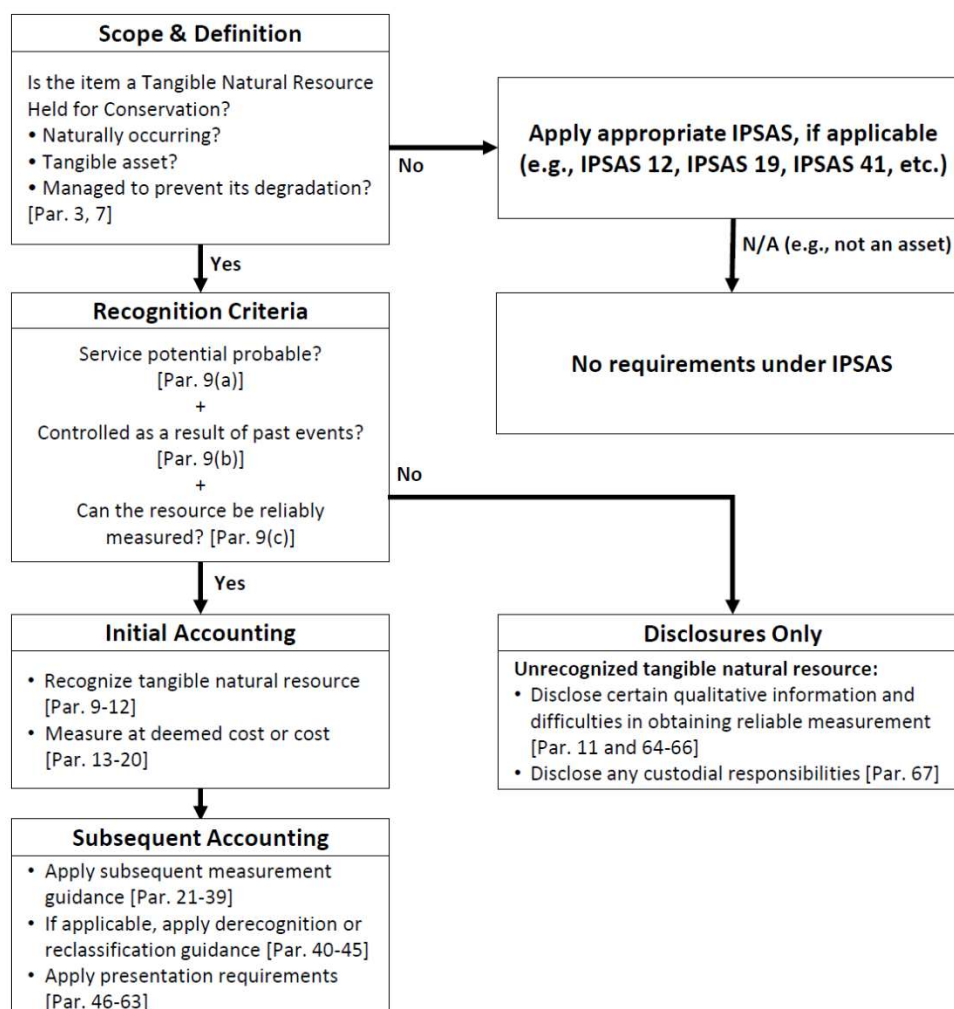 Scope & Definition
Is the item a Tangible Natural Resource
Held for Conservation?
• Naturally occurring?
• Tangible asset?
• Managed to prevent its degradation?
[Par. 3, 7]
No
Apply appropriate IPSAS, if applicable
(e.g., IPSAS 12, IPSAS 19, IPSAS 41, etc.)
Yes
N/A (e.g., not an asset)
Recognition Criteria
Service potential probable?
[Par. 9(a)]
+
Controlled as a result of past events?
[Par. 9(b)]
+
Can the resource be reliably
measured? [Par. 9(c)]
No requirements under IPSAS
No
Yes
Initial Accounting
• Recognize tangible natural resource
[Par. 9-12]
• Measure at deemed cost or cost
[Par. 13-20]
Disclosures Only
Unrecognized tangible natural resource:
• Disclose certain qualitative information and
difficulties in obtaining reliable measurement
[Par. 11 and 64-66]
• Disclose any custodial responsibilities [Par. 67]
Subsequent Accounting
• Apply subsequent measurement
guidance [Par. 21-39]
• If applicable, apply derecognition or
reclassification guidance [Par. 40-45]
• Apply presentation requirements
[Par. 46-63]